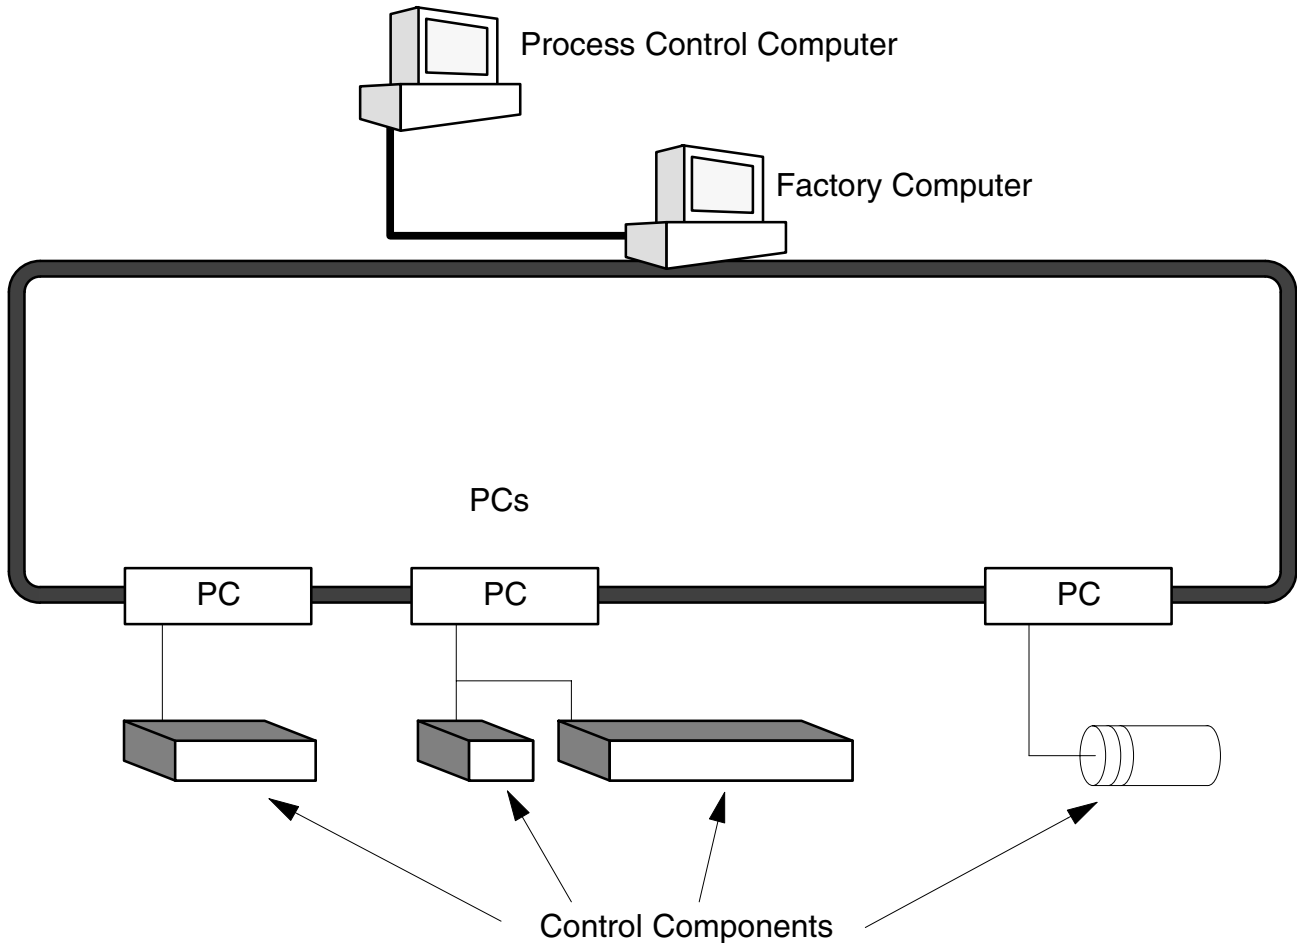 Process Control Computer
Factory Computer
PCs
PC
PC
PC
Control Components